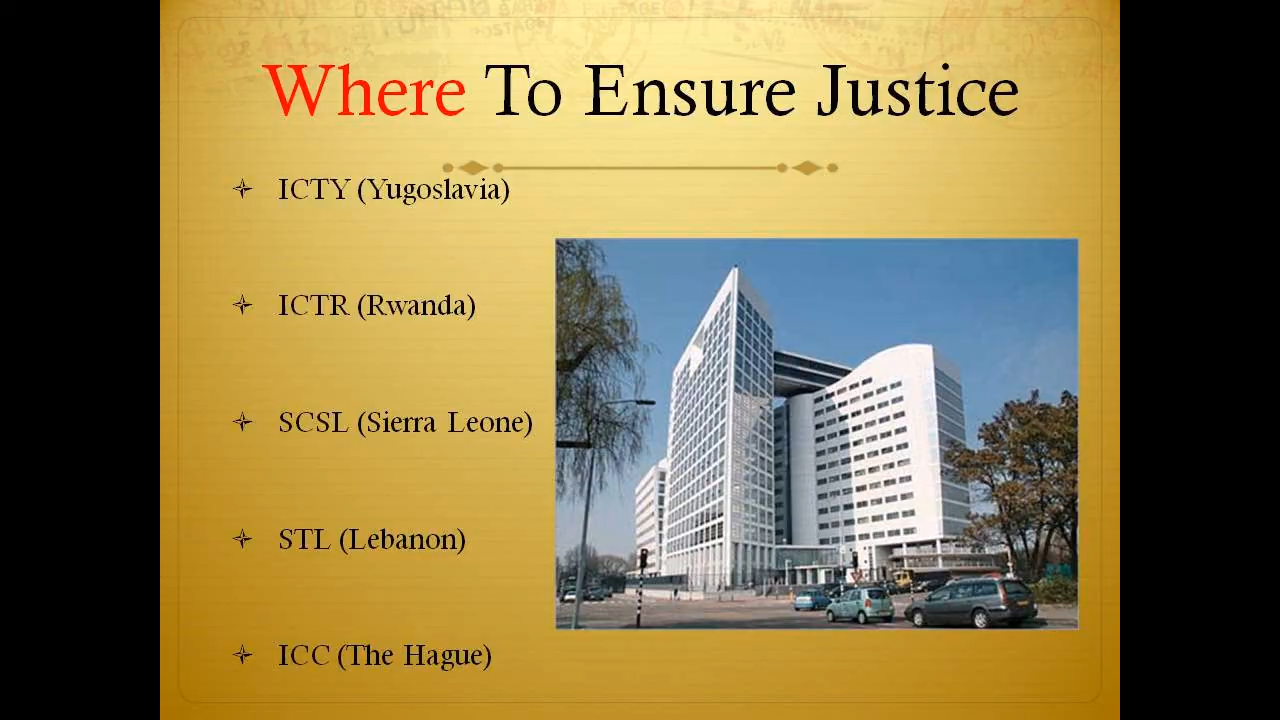 Where To Ensure Justice
ICTY (Yugoslavia)
ICTR (Rwanda)
SCSL (Sierra Leone)
STL (Lebanon)
ICC (The Hague)